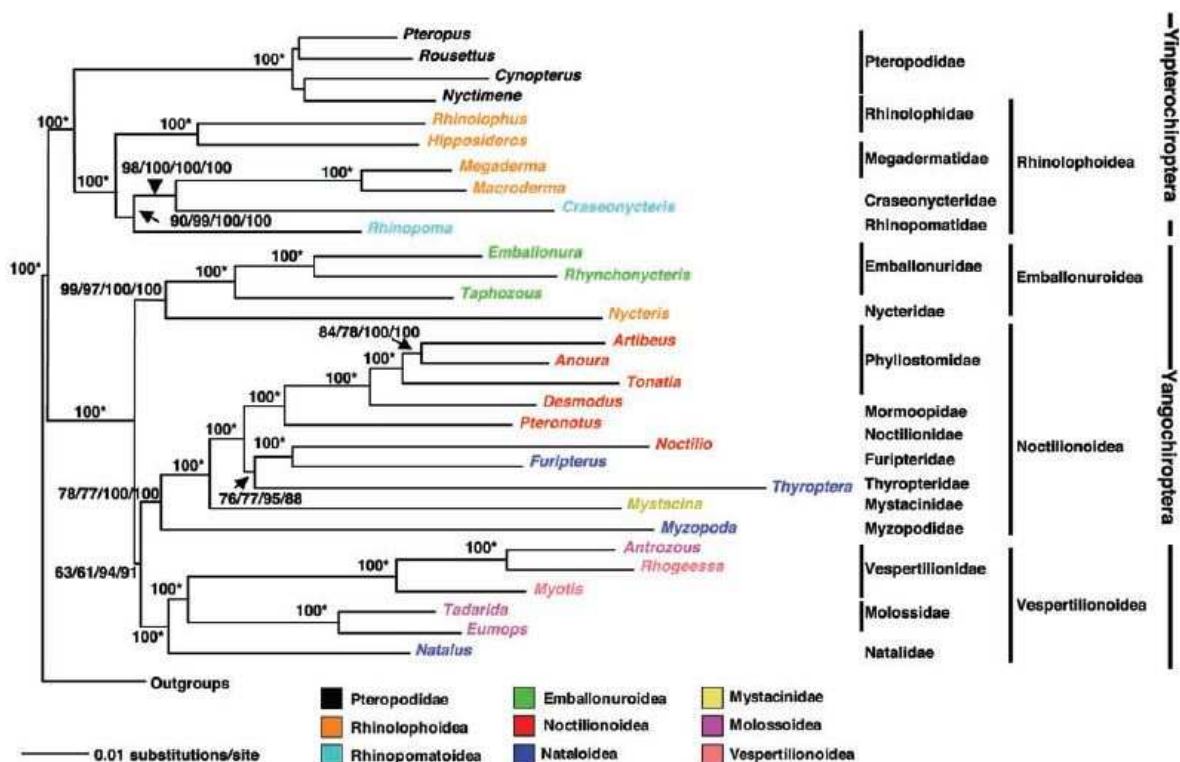 Pteropus
Rousettus
Cynopterus
Nyctimene
Rhinolophus
Hipposideros
Megaderma
Macroderma
Craseonycteris
Rhinopoma
Emballonura
Rhynchonycteris
Taphozous
Nycteris
Artibeus
Anoura
Tonatia
Desmodus
Pteronotus
Noctilio
Furipterus
Thyroptera
Mystacina
Myzopoda
Antrozous
Rhogeessa
Myotis
Tadarida
Eumops
Natalus
Outgroups
100*
100*
100*
98/100/100/100
100*
100*
90/99/100/100
100*
100*
100*
99/97/100/100
84/78/100/100
100*
100*
100*
100*
100*
100*
78/77/100/100
76/77/95/88
100*
100*
63/61/94/91
100*
100*
Pteropodidae
Rhinolophidae
Megadermatidae
Craseonycteridae
Rhinopomatidae
Emballonuridae
Nycteridae
Phyllostomidae
Mormoopidae
Noctilionidae
Furipteridae
Thyropteridae
Mystacinidae
Myzopodidae
Vespertilionidae
Molossidae
Natalidae
Rhinolophoidea
Emballonuroidea
Noctilionoidea
Vespertilionoidea
Yinpterochiroptera
Yangochiroptera
Pteropodidae
Rhinolophoidea
Rhinopomatoidea
Emballonuroidea
Noctilionoidea
Nataloidea
Mystacinidae
Molossoidea
Vespertilionoidea
0.01 substitutions/site